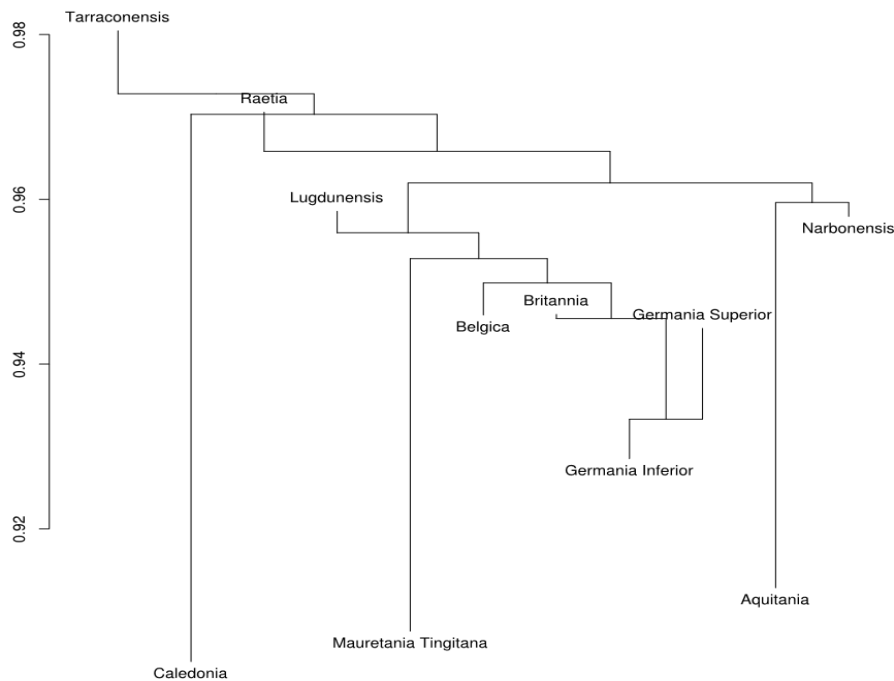 Tarraconensis
0.98
Raetia
Lugdunensis
0.96
Narbonensis
Britannia
Germania Superior
Belgica
0.94
Germania Inferior
0.92
Aquitania
Mauretania Tingitana
Caledonia